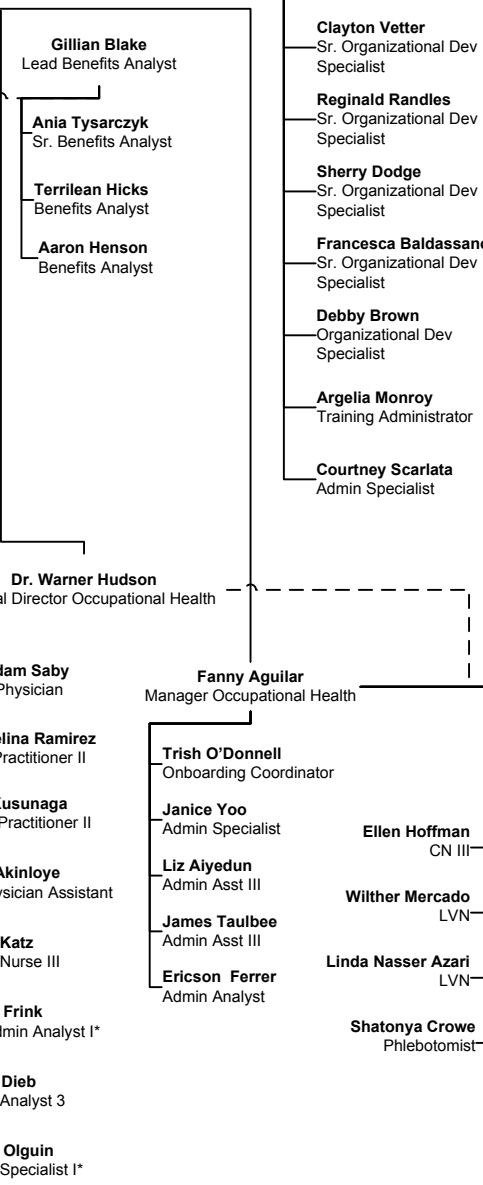 Gillian Blake
Lead Benefits Analyst
Ania Tysarczyk
Sr. Benefits Analyst
Terrilean Hicks
Benefits Analyst
Aaron Henson
Benefits Analyst
Clayton Vetter
Sr. Organizational Dev
Specialist
Reginald Randles
Sr. Organizational Dev
Specialist
Sherry Dodge
Sr. Organizational Dev
Specialist
Francesca
Sr. Organizational Dev
Specialist
Debby Brown
Organizational Dev
Specialist
Argelia Monroy
Training Administrator
Courtney Scarlata
Admin Specialist
Dr. Warner Hudson
Director Occupational Health
Saby
Physician
Ramirez
Practitioner II
Kusunaga
Practitioner II
Akinloye
Assistant
Katz
Nurse III
Frink
Analyst I*
Dieb
Analyst 3
Olguin
Specialist I*
Fanny Aguilar
Manager Occupational Health
Trish O'Donnell
Onboarding Coordinator
Janice Yoo
Admin Specialist
Liz Aiyedun
Admin Asst III
James Taulbee
Admin Asst III
Ericson Ferrer
Admin Analyst
Ellen Hoffman
CN III
Wilther Mercado
LVN
Linda Nasser Azari
LVN
Shatonya Crowe
Phlebotomist